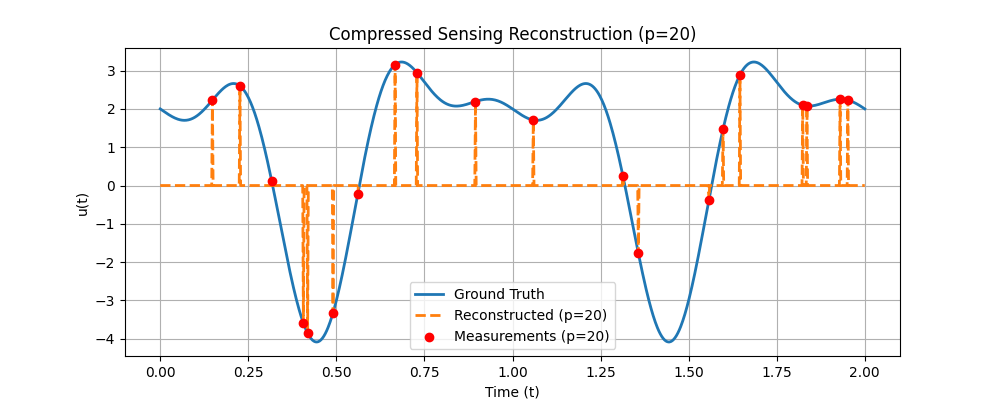 Compressed Sensing Reconstruction (p=20)
u(t)
3
2
1
0
−1
−2
−3
−4
Ground Truth
Reconstructed (p=20)
Measurements (p=20)
0.00 0.25 0.50 0.75 1.00 1.25 1.50 1.75 2.00
Time (t)